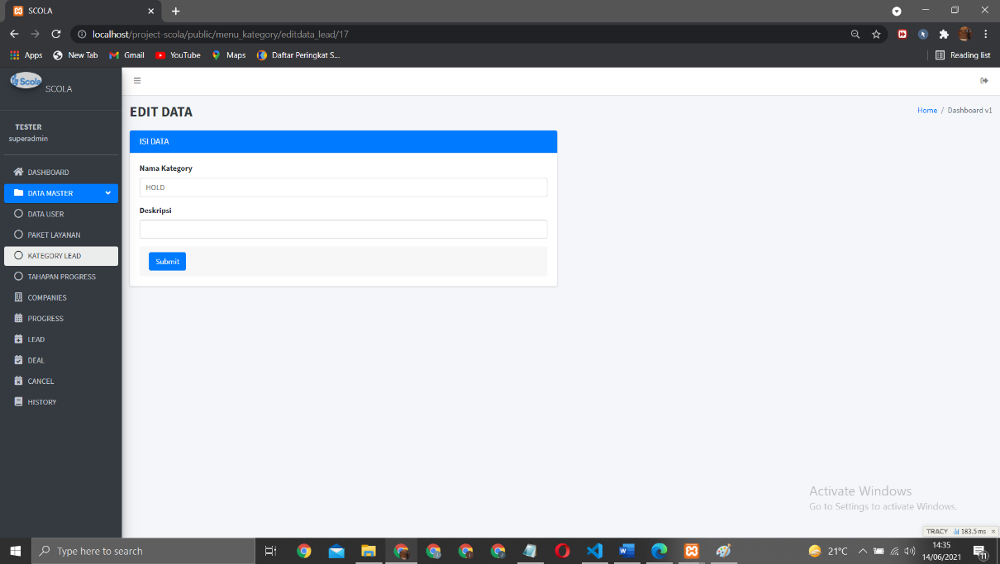 SCOLA
localhost/project-scola/public/menu_kategory/editdata_lead/17
Apps
New Tab
Gmail
YouTube
Maps
Daftar Peringkat S...
Reading list
Scola
SCOLA
TESTER
superadmin
DASHBOARD
DATA MASTER
DATA USER
PAKET LAYANAN
KATEGORY LEAD
TAHAPAN PROGRESS
COMPANIES
PROGRESS
LEAD
DEAL
CANCEL
HISTORY
EDIT DATA
Home / Dashboard v1
ISI DATA
Nama Kategory
HOLD
Deskripsi
Submit
Activate Windows
Go to Settings to activate Windows.
TRACY 183.5 ms ×
Type here to search
21°C
14:35
14/06/2021
11